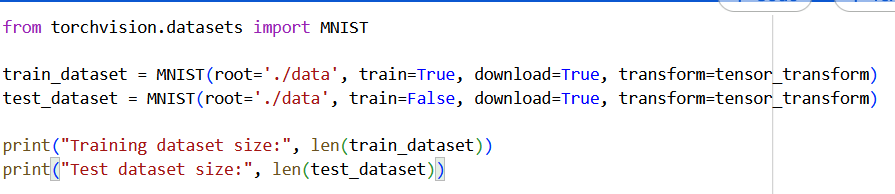 from torchvision.datasets import MNIST
train_dataset = MNIST(root='./data', train=True, download=True, transform=tensor_transform)
test_dataset = MNIST(root='./data', train=False, download=True, transform=tensor_transform)
print("Training dataset size:", len(train_dataset))
print("Test dataset size:", len(test_dataset))